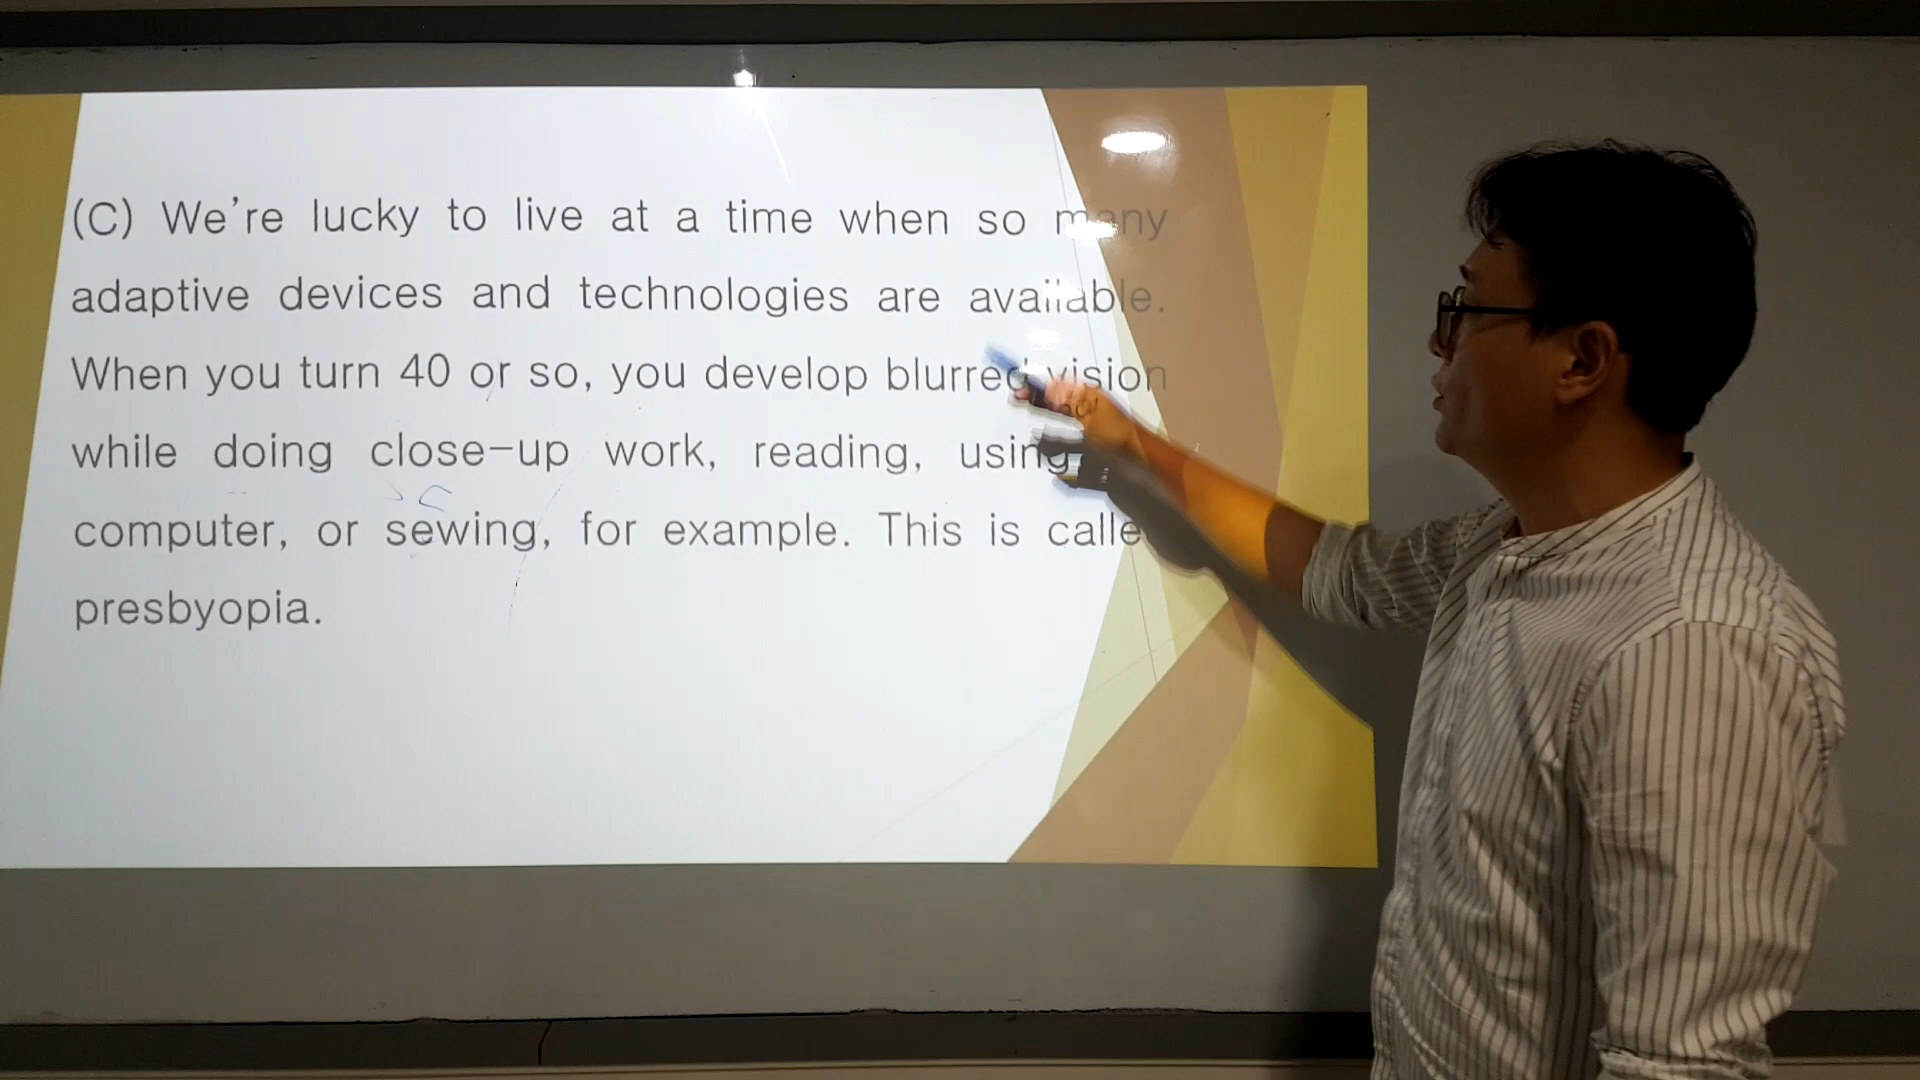 (C) We're lucky to live at a time when so many
adaptive devices and technologies are available.
When you turn 40 or so, you develop blurred vision
while doing close-up work, reading, using
computer, or sewing, for example. This is calle
presbyopia.